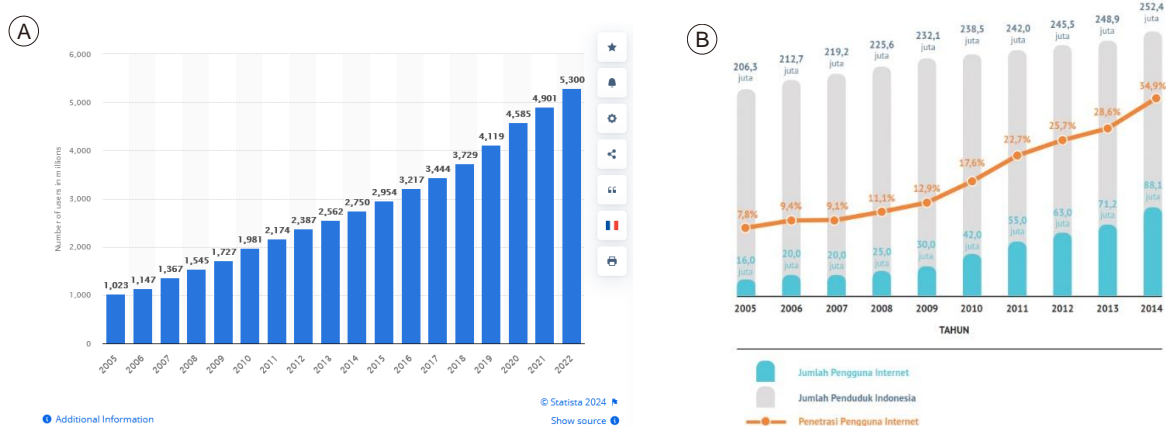 A
6,000
5,000
4,000
3,000
2,000
1,000
0
Number of users in millions
1,023
1,147
1,367
1,545
1,727
1,981
2,174
2,387
2,562
2,750
2,954
3,217
3,444
3,729
4,119
4,585
4,901
5,300
2005
2006
2007
2008
2009
2010
2011
2012
2013
2014
2015
2016
2017
2018
2019
2020
2021
2022
© Statista 2024
Additional Information
Show source
B
206,3
juta
212,7
juta
219,2
juta
225,6
juta
232,1
juta
238,5
juta
242,0
juta
245,5
juta
248,9
juta
252,4
juta
7,8%
9,4%
9,1%
11,1%
12,9%
17,6%
22,7%
25,7%
28,6%
34,9%
16,0
juta
20,0
juta
20,0
juta
25,0
juta
30,0
juta
42,0
juta
55,0
juta
63,0
juta
71,2
juta
88,1
juta
2005
2006
2007
2008
2009
2010
2011
2012
2013
2014
TAHUN
Jumlah Pengguna Internet
Jumlah Penduduk Indonesia
Penetrasi Pengguna Internet